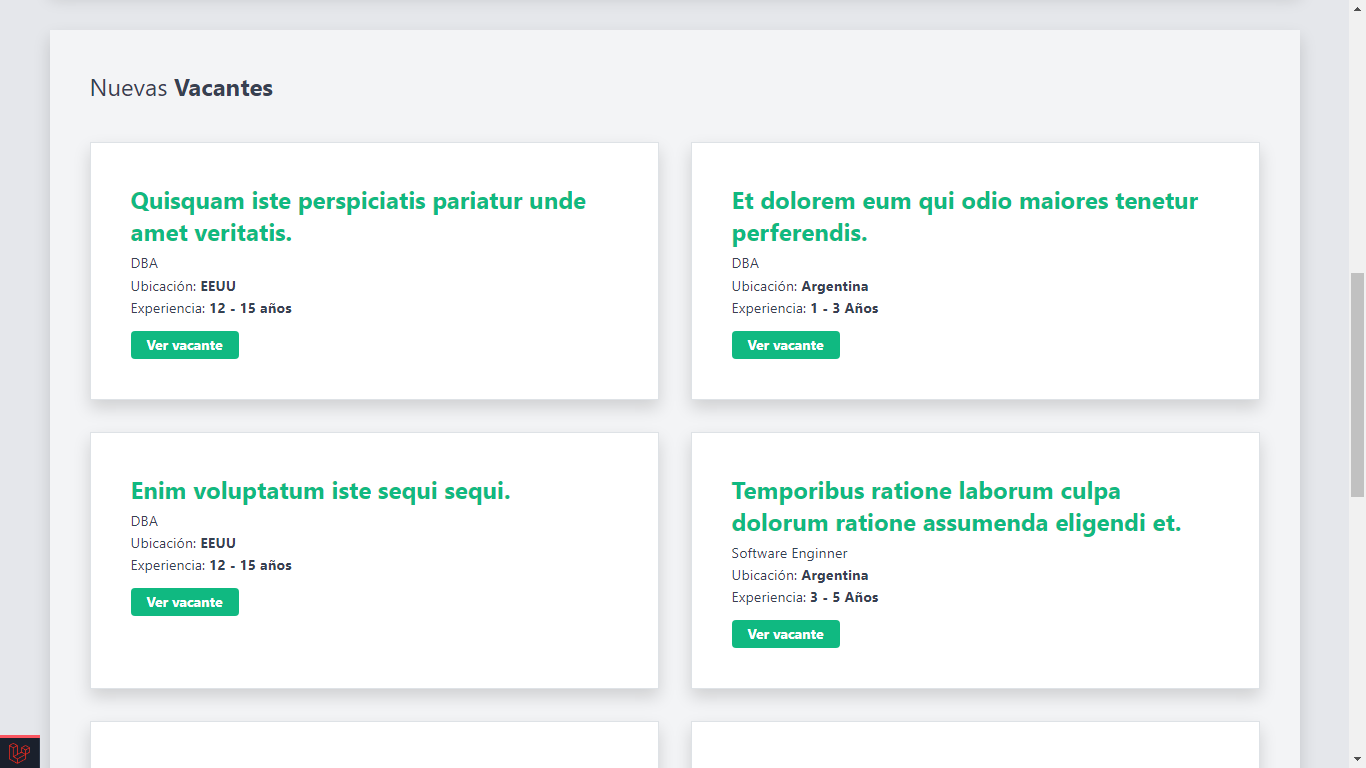 Nuevas Vacantes
Quisquam iste perspiciatis pariatur unde
amet veritatis.
DBA
Ubicación: EEUU
Experiencia: 12 - 15 años
Ver vacante
Et dolorem eum qui odio maiores tenetur
perferendis.
DBA
Ubicación: Argentina
Experiencia: 1 - 3 Años
Ver vacante
Enim voluptatum iste sequi sequi.
DBA
Ubicación: EEUU
Experiencia: 12 - 15 años
Ver vacante
Temporibus ratione laborum culpa
dolorum ratione assumenda eligendi et.
Software Enginner
Ubicación: Argentina
Experiencia: 3 - 5 Años
Ver vacante